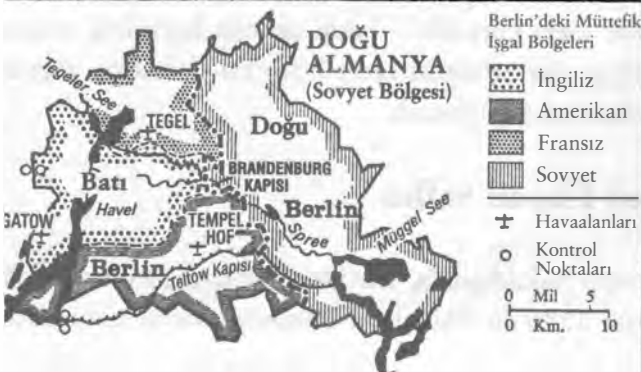 DOĞU
ALMANYA
(Sovyet Bölgesi)
Tegeler See
TEGEL
Doğu
BRANDENBURG
KAPISI
Batı
Havel
GATOW
TEMPEL
HOF
Berlin
Spree
Müggel See
Berlin
Teltow Kapısı
Berlin'deki Müttefik
İşgal Bölgeleri
İngiliz
Amerikan
Fransız
Sovyet
Havaalanları
Kontrol
Noktaları
0 Mil 5
0 Km. 10